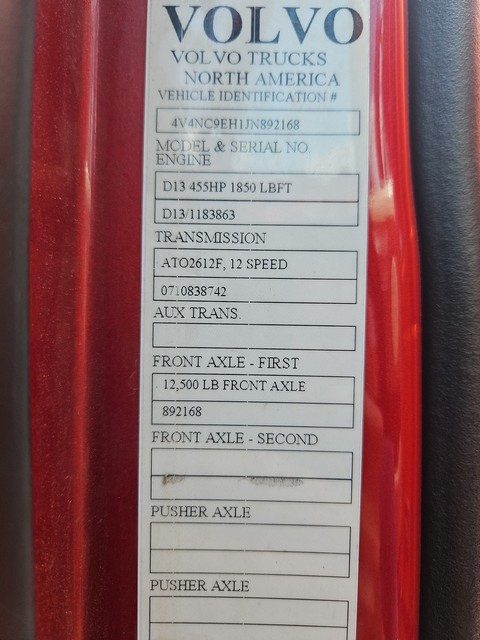 VOLVO
VOLVO TRUCKS
NORTH AMERICA
VEHICLE IDENTIFICATION #
4V4NC9EH1JN892168
MODEL & SERIAL NO.
ENGINE
D13 455HP 1850 LBFT
D13/1183863
TRANSMISSION
ATO2612F, 12 SPEED
0710838742
AUX TRANS.
FRONT AXLE - FIRST
12,500 LB FRONT AXLE
892168
FRONT AXLE - SECOND
PUSHER AXLE
PUSHER AXLE